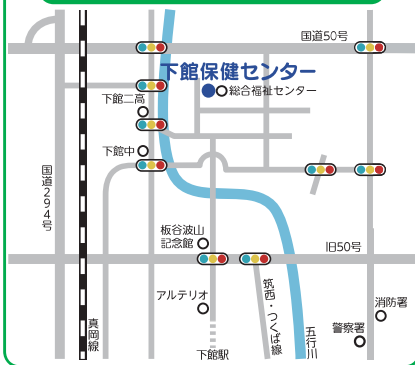 国道50号
下館保健センター
総合福祉センター
下館二高
下館中
国道294号
板谷波山
記念館
旧50号
アルテリオ
筑西・つくば線
消防署
真岡線
五行川
警察署
下館駅